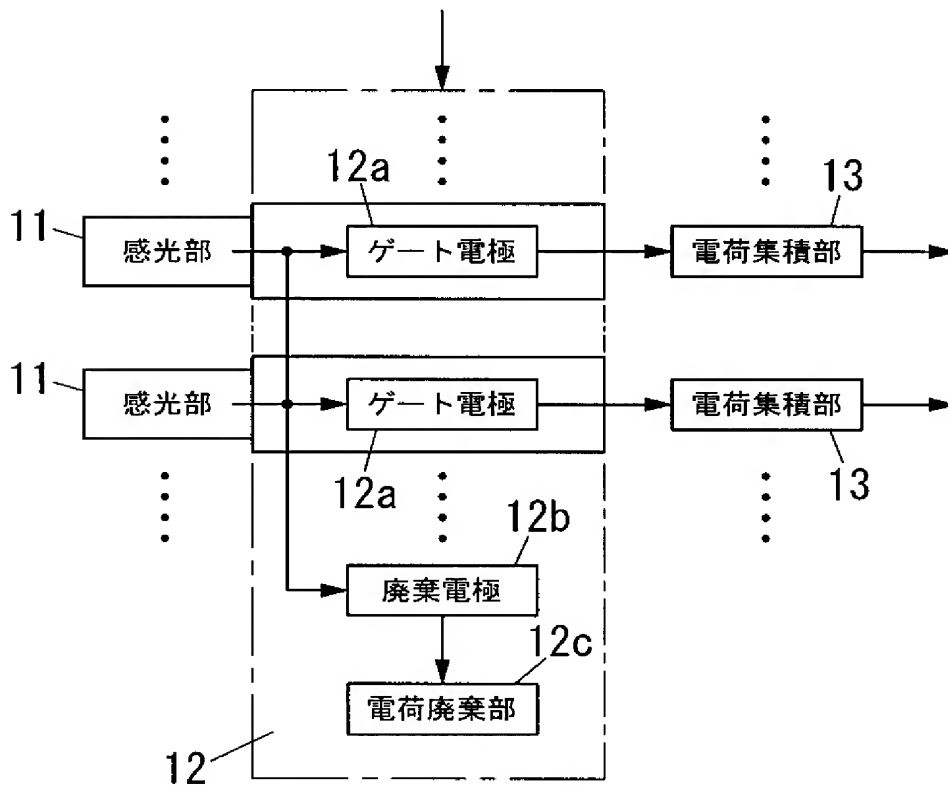 12a
13
11
感光部
ゲート電極
電荷集積部
11
感光部
ゲート電極
電荷集積部
12a
13
12b
廃棄電極
12c
電荷廃棄部
12